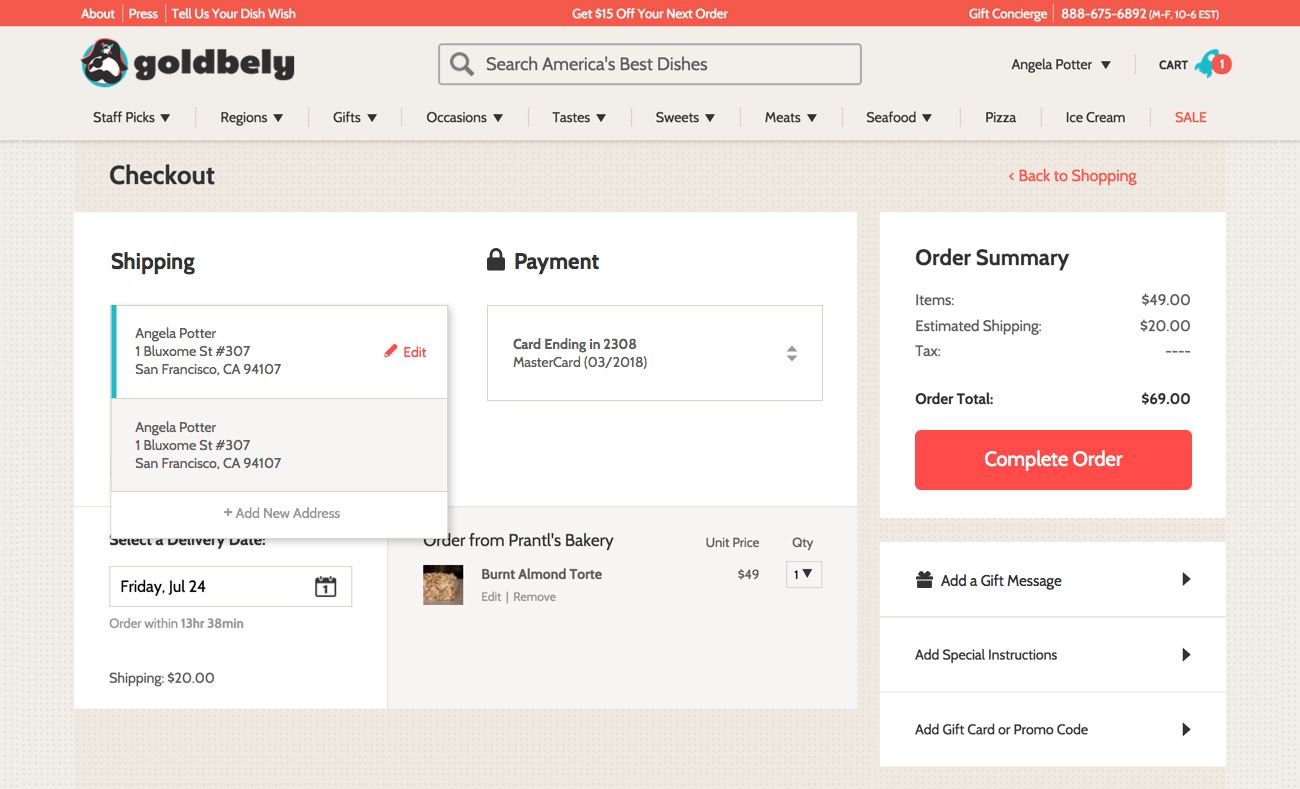 About Press Tell Us Your Dish Wish
Get $15 Off Your Next Order
Gift Concierge 888-675-6892 (M-F, 10-6 EST)
goldbely
Search America's Best Dishes
Angela Potter ▼
CART 1
Staff Picks ▼ Regions ▼ Gifts ▼ Occasions ▼ Tastes ▼ Sweets ▼ Meats ▼ Seafood ▼ Pizza Ice Cream SALE
Checkout
‹ Back to Shopping
Shipping
Angela Potter
1 Bluxome St #307
San Francisco, CA 94107
Edit
Angela Potter
1 Bluxome St #307
San Francisco, CA 94107
+ Add New Address
Payment
Card Ending in 2308
MasterCard (03/2018)
Select a Delivery Date:
Friday, Jul 24
1
Order within 13hr 38min
Shipping: $20.00
Order from Prantl's Bakery Unit Price Qty
Burnt Almond Torte $49 1 ▼
Edit | Remove
Order Summary
Items: $49.00
Estimated Shipping: $20.00
Tax: ----
Order Total: $69.00
Complete Order
Add a Gift Message
Add Special Instructions
Add Gift Card or Promo Code